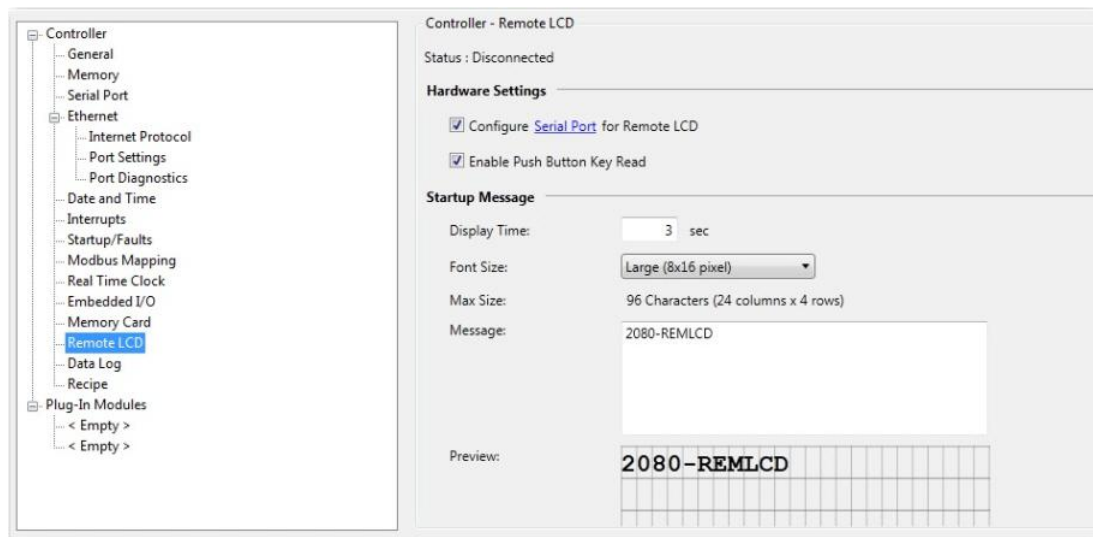 Controller
General
Memory
Serial Port
Ethernet
Internet Protocol
Port Settings
Port Diagnostics
Date and Time
Interrupts
Startup/Faults
Modbus Mapping
Real Time Clock
Embedded I/O
Memory Card
Remote LCD
Data Log
Recipe
Plug-In Modules
< Empty >
< Empty >
Controller - Remote LCD
Status : Disconnected
Hardware Settings
Configure Serial Port for Remote LCD
Enable Push Button Key Read
Startup Message
Display Time: 3 sec
Font Size: Large (8x16 pixel)
Max Size: 96 Characters (24 columns x 4 rows)
Message: 2080-REMLCD
Preview: 2080-REMLCD